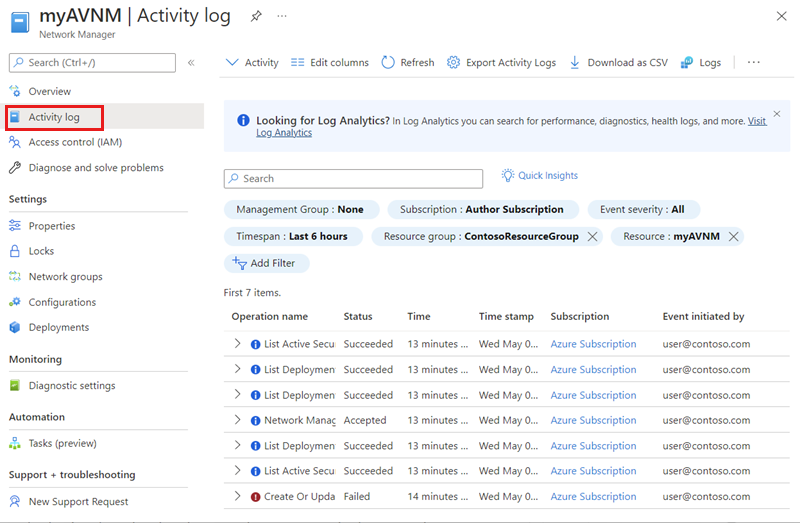 myAVNM | Activity log
Network Manager
Search (Ctrl+/)
Overview
Activity log
Access control (IAM)
Diagnose and solve problems
Settings
Properties
Locks
Network groups
Configurations
Deployments
Monitoring
Diagnostic settings
Automation
Tasks (preview)
Support + troubleshooting
New Support Request
Activity Edit columns Refresh Export Activity Logs Download as CSV Logs
Looking for Log Analytics? In Log Analytics you can search for performance, diagnostics, health logs, and more. Visit
Log Analytics
Search Quick Insights
Management Group : None Subscription : Author Subscription Event severity : All
Timespan : Last 6 hours Resource group : ContosoResourceGroup Resource : myAVNM
Add Filter
First 7 items.
Operation name Status Time Time stamp Subscription Event initiated by
List Active Secu Succeeded 13 minutes ... Wed May 0... Azure Subscription user@contoso.com
List Deployment Succeeded 13 minutes ... Wed May 0... Azure Subscription user@contoso.com
List Deployment Succeeded 13 minutes ... Wed May 0... Azure Subscription user@contoso.com
Network Manag Accepted 13 minutes ... Wed May 0... Azure Subscription user@contoso.com
List Deployment Succeeded 13 minutes ... Wed May 0... Azure Subscription user@contoso.com
List Active Secu Succeeded 13 minutes ... Wed May 0... Azure Subscription user@contoso.com
Create Or Upda Failed 14 minutes ... Wed May 0... Azure Subscription user@contoso.com